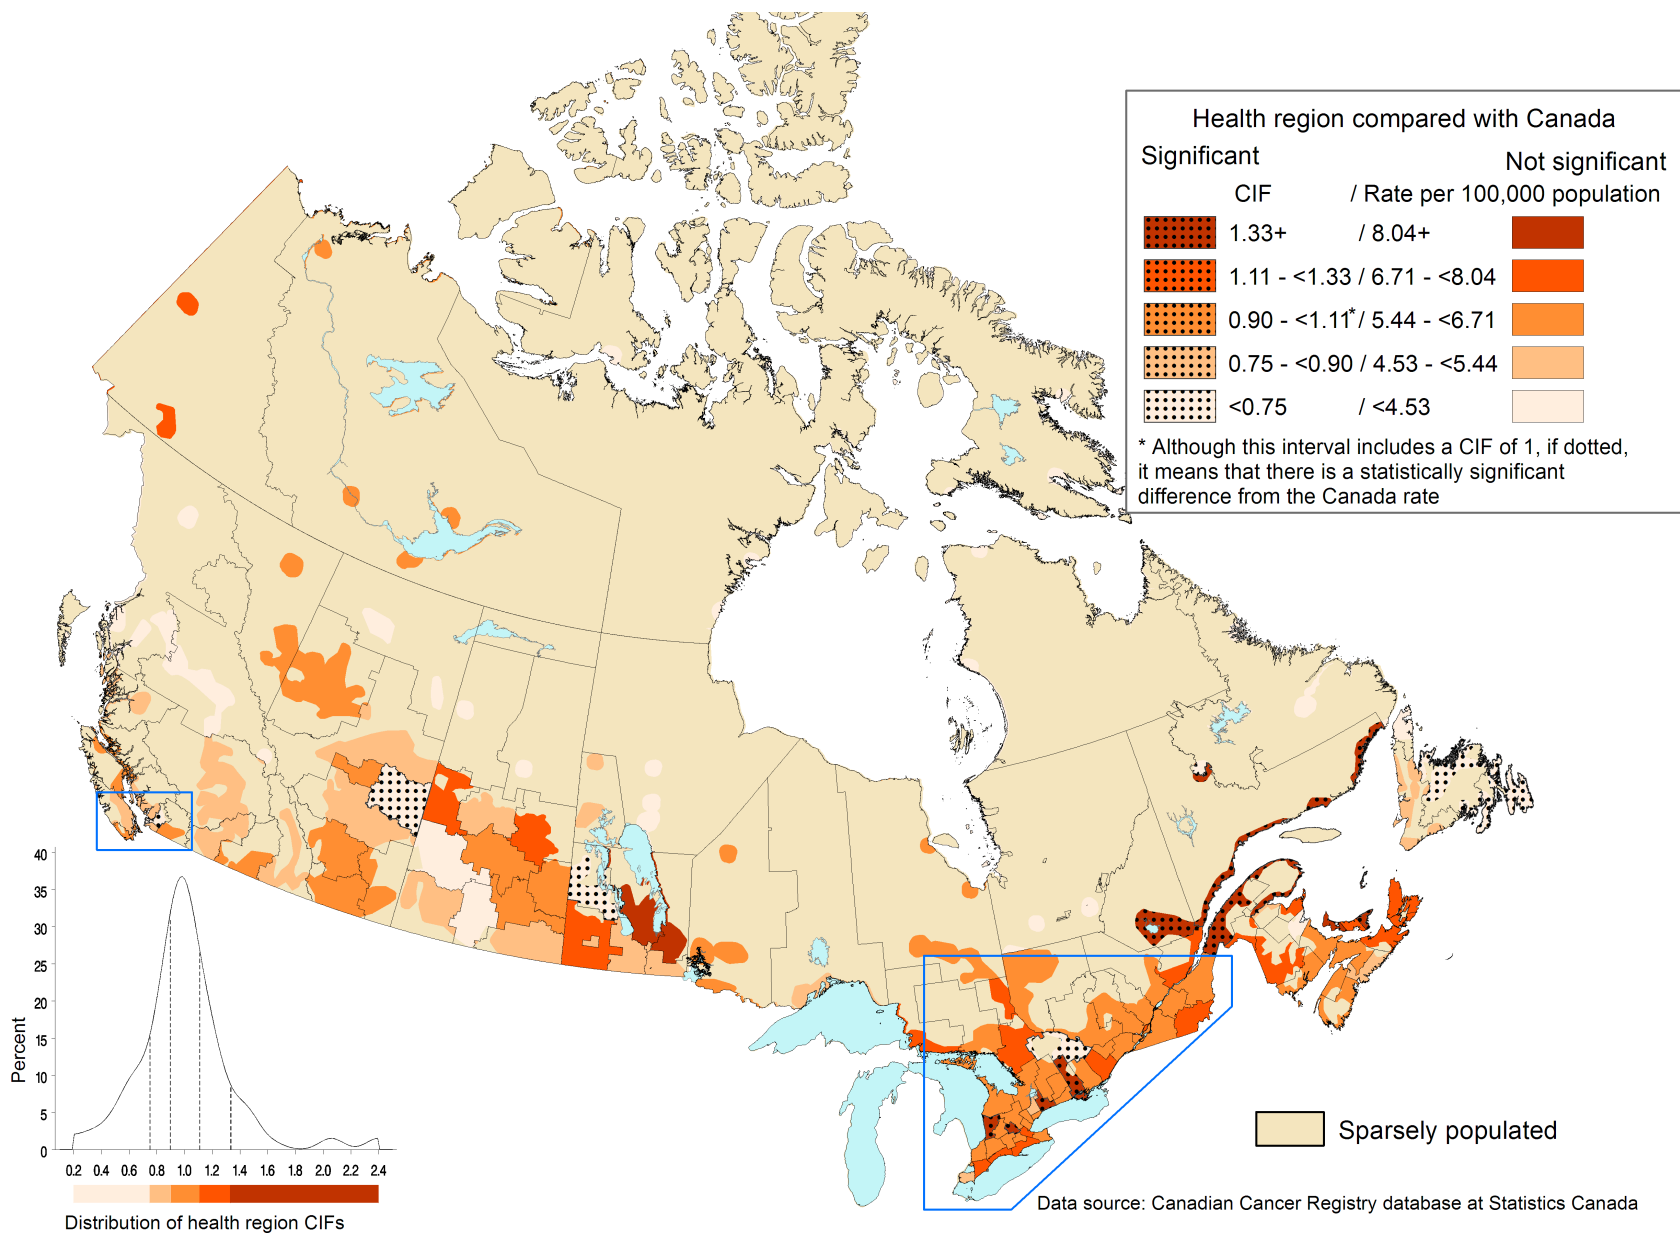 Health region compared with Canada
Significant
Not significant
CIF / Rate per 100,000 population
1.33+ / 8.04+
1.11 - <1.33 / 6.71 - <8.04
0.90 - <1.11* / 5.44 - <6.71
0.75 - <0.90 / 4.53 - <5.44
<0.75 / <4.53
* Although this interval includes a CIF of 1, if dotted,
it means that there is a statistically significant
difference from the Canada rate
40
35
30
25
20
15
10
5
0
Percent
0.2 0.4 0.6 0.8 1.0 1.2 1.4 1.6 1.8 2.0 2.2 2.4
Distribution of health region CIFs
Sparsely populated
Data source: Canadian Cancer Registry database at Statistics Canada